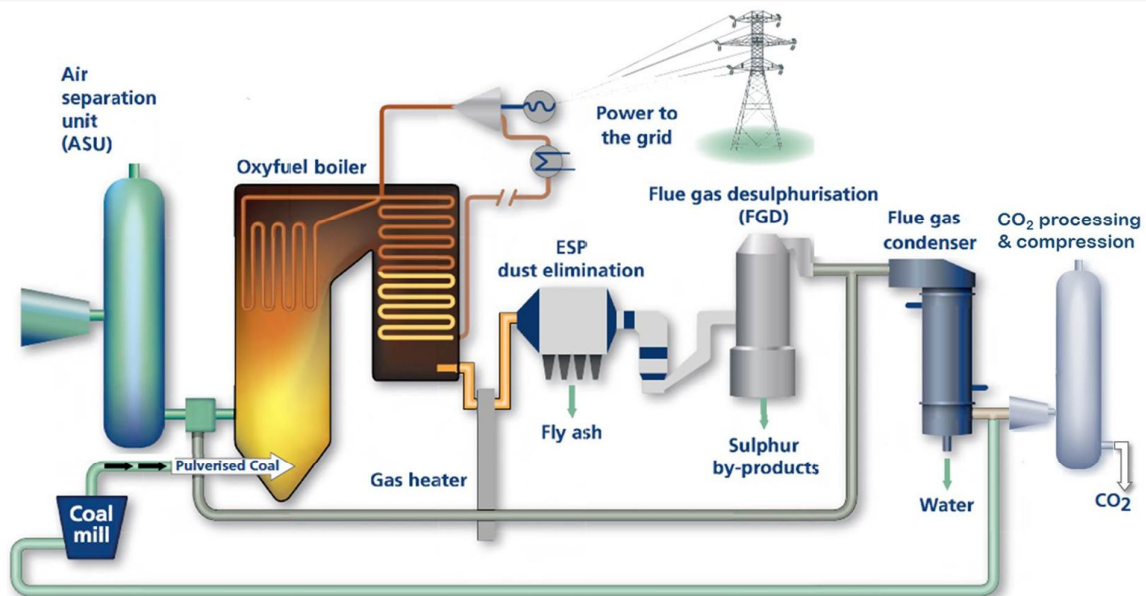 Air
separation
unit
(ASU)
Oxyfuel boiler
Power to
the grid
Flue gas desulphurisation
(FGD)
Flue gas
condenser
CO₂ processing
& compression
ESP
dust elimination
Fly ash
Sulphur
by-products
Gas heater
Pulverised Coal
Coal
mill
Water
CO2